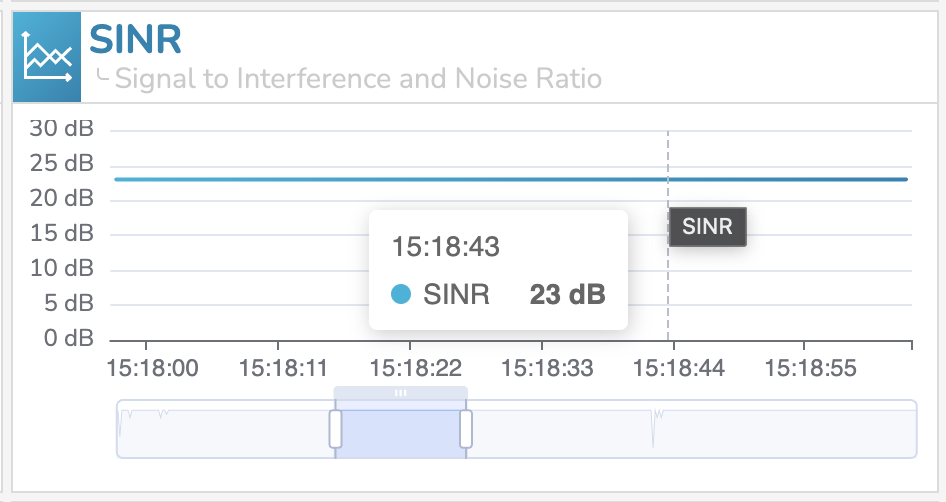 SINR
Signal to Interference and Noise Ratio
30 dB
25 dB
20 dB
15 dB
10 dB
5 dB
0 dB
SINR
15:18:43
SINR 23 dB
15:18:00 15:18:11 15:18:22 15:18:33 15:18:44 15:18:55